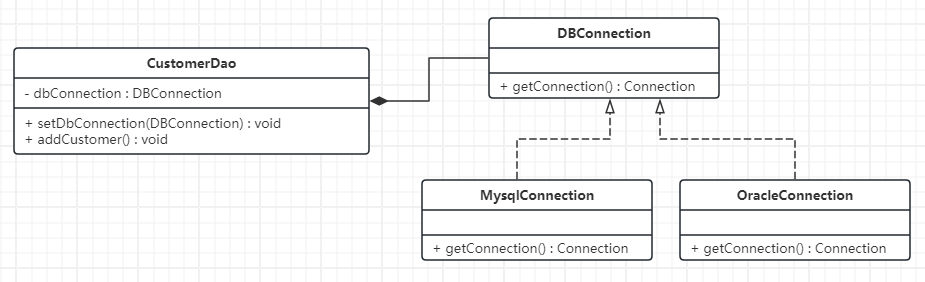 CustomerDao
- dbConnection : DBConnection
+ setDbConnection(DBConnection) : void
+ addCustomer() : void
DBConnection
+ getConnection() : Connection
MysqlConnection
+ getConnection() : Connection
OracleConnection
+ getConnection() : Connection